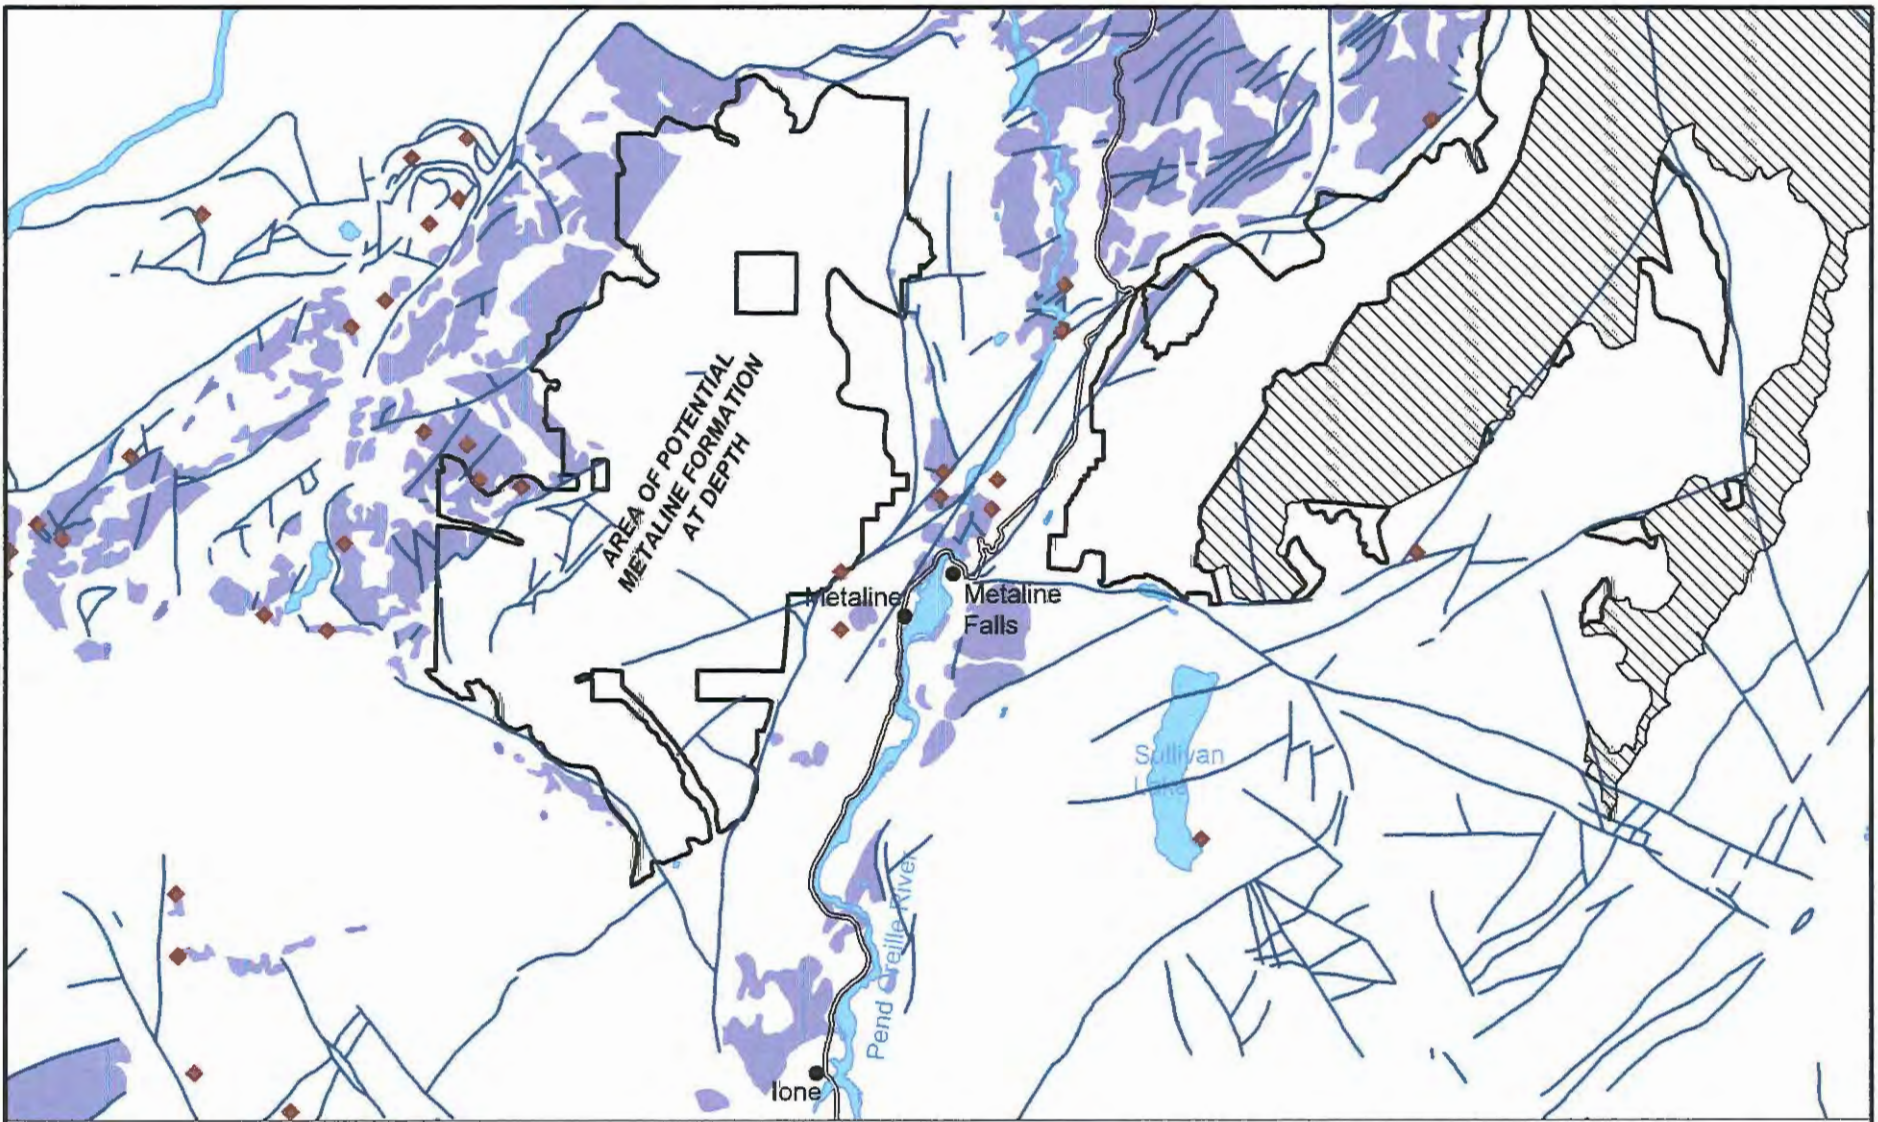 AREA OF POTENTIAL
METALINE FORMATION
AT DEPTH
Metaline
Metaline
Falls
Sullivan
Lake
Pend Oreille River
Ione